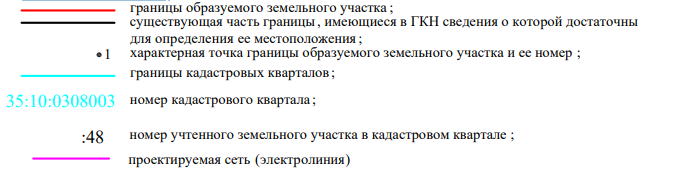 границы образуемого земельного участка;
существующая часть границы, имеющиеся в ГКН сведения о которой достаточны
для определения ее местоположения;
1 характерная точка границы образуемого земельного участка и ее номер ;
границы кадастровых кварталов;
35:10:0308003 номер кадастрового квартала;
:48 номер учтенного земельного участка в кадастровом квартале ;
проектируемая сеть (электролиния)